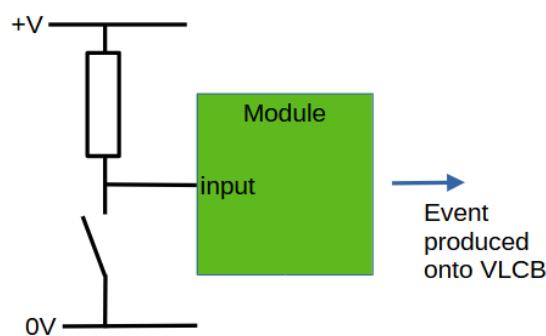 +V
Module
input
Event
produced
onto VLCB
0V